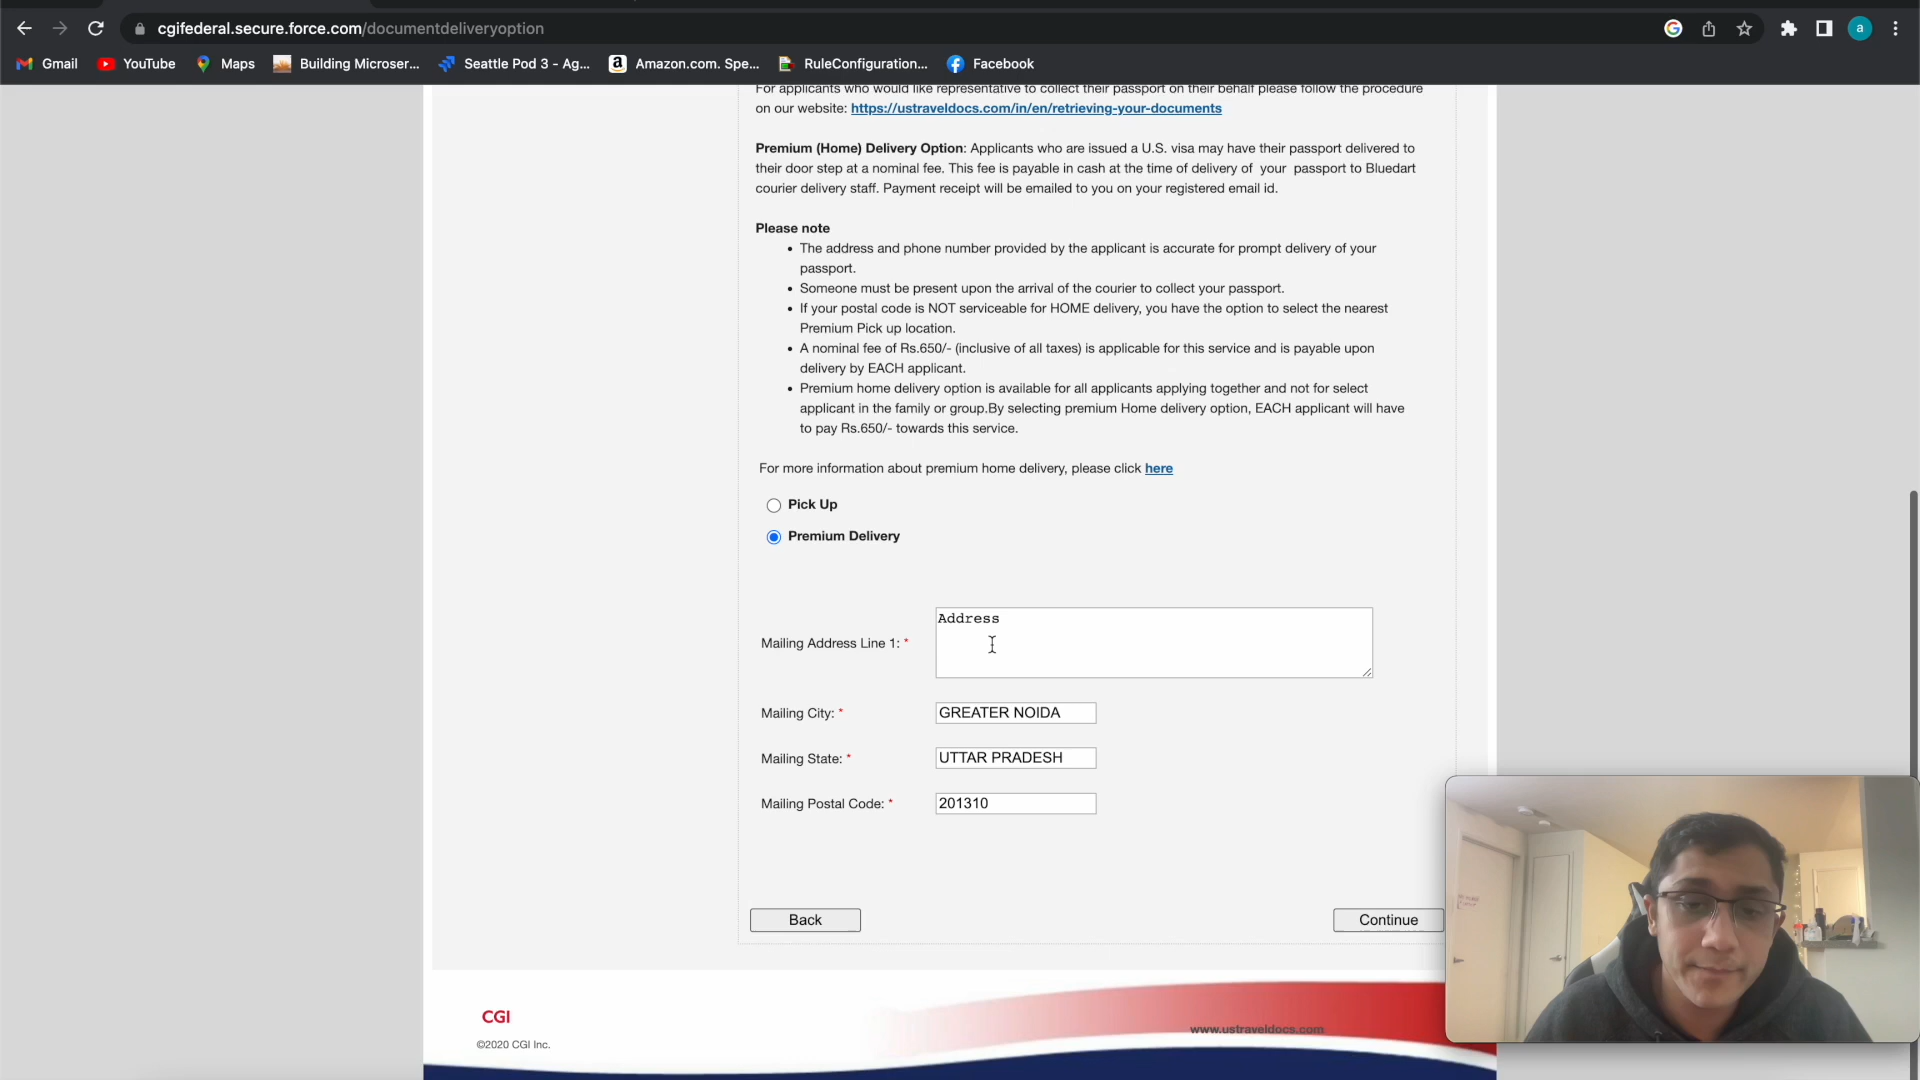 cgifederal.secure.force.com/documentdeliveryoption
a
Gmail
YouTube
Maps
Building Microser...
Seattle Pod 3 - Ag...
Amazon.com. Spe...
RuleConfiguration...
Facebook
For applicants who would like representative to collect their passport on their behalf please follow the procedure
on our website: https://ustraveldocs.com/in/en/retrieving-your-documents
Premium (Home) Delivery Option: Applicants who are issued a U.S. visa may have their passport delivered to
their door step at a nominal fee. This fee is payable in cash at the time of delivery of your passport to Bluedart
courier delivery staff. Payment receipt will be emailed to you on your registered email id.
Please note
• The address and phone number provided by the applicant is accurate for prompt delivery of your
passport.
• Someone must be present upon the arrival of the courier to collect your passport.
• If your postal code is NOT serviceable for HOME delivery, you have the option to select the nearest
Premium Pick up location.
• A nominal fee of Rs.650/- (inclusive of all taxes) is applicable for this service and is payable upon
delivery by EACH applicant.
• Premium home delivery option is available for all applicants applying together and not for select
applicant in the family or group.By selecting premium Home delivery option, EACH applicant will have
to pay Rs.650/- towards this service.
For more information about premium home delivery, please click here
Pick Up
Premium Delivery
Mailing Address Line 1: * Address
Mailing City: * GREATER NOIDA
Mailing State: * UTTAR PRADESH
Mailing Postal Code: * 201310
Back
Continue
CGI
©2020 CGI Inc.
www.ustraveldocs.com